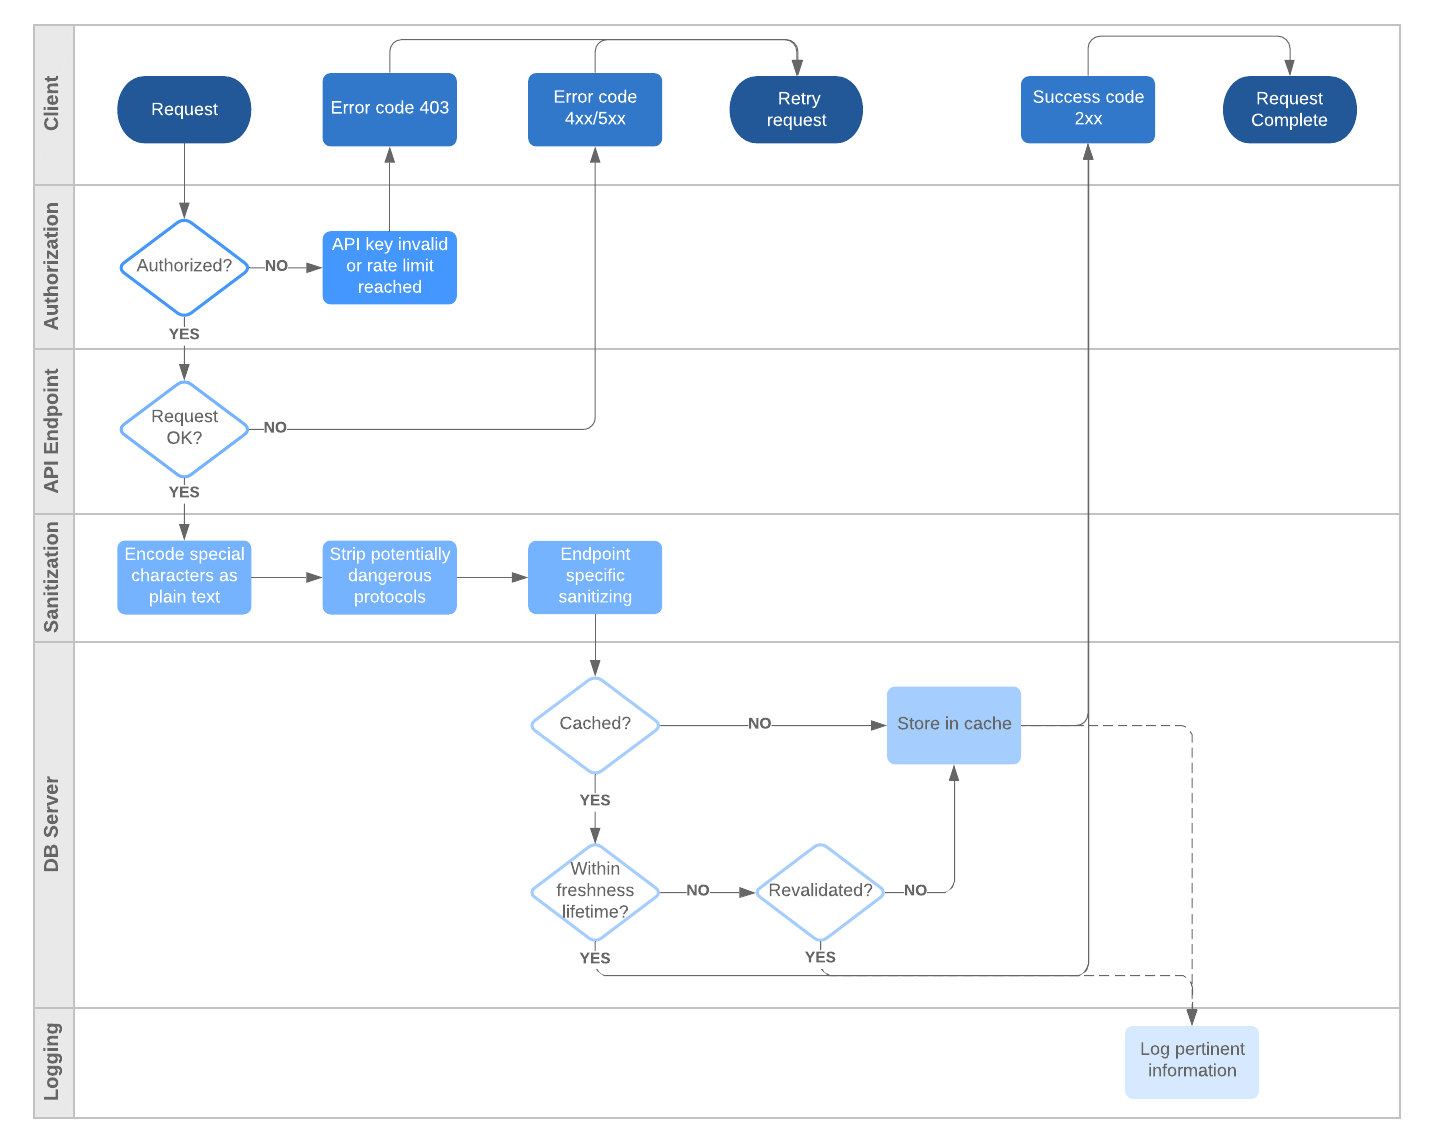 Client
Request
Error code 403
Error code
4xx/5xx
Retry
request
Success code
2xx
Request
Complete
Authorization
Authorized?
NO
API key invalid
or rate limit
reached
YES
API Endpoint
Request
OK?
NO
YES
Sanitization
Encode special
characters as
plain text
Strip potentially
dangerous
protocols
Endpoint
specific
sanitizing
DB Server
Cached?
NO
Store in cache
YES
Within
freshness
lifetime?
NO
Revalidated?
NO
YES
YES
Logging
Log pertinent
information